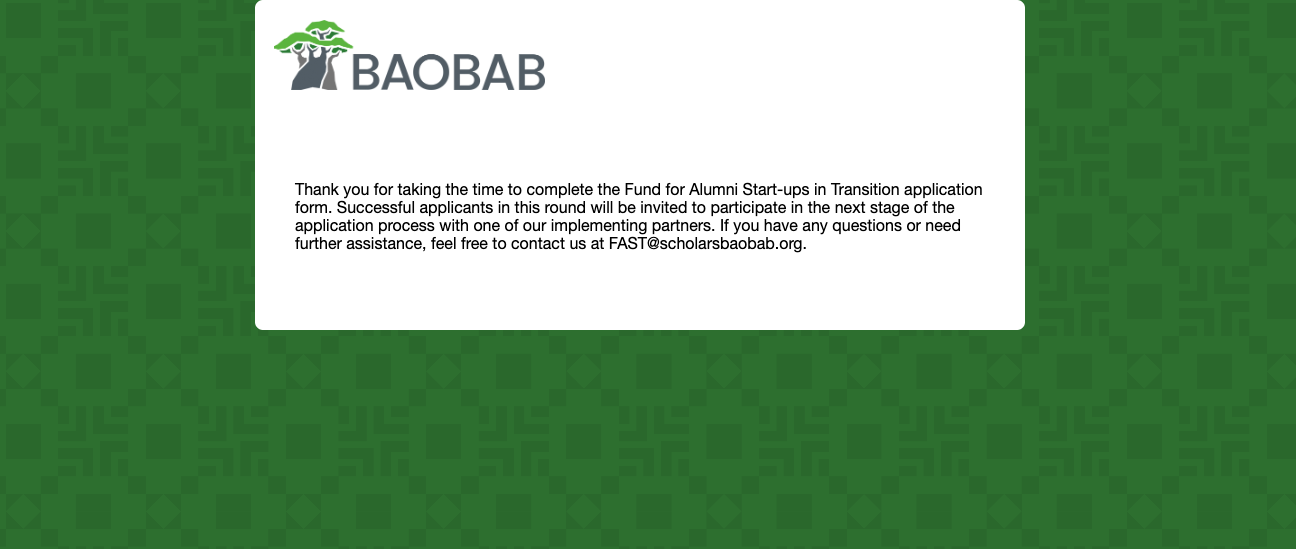 BAOBAB
Thank you for taking the time to complete the Fund for Alumni Start-ups in Transition application
form. Successful applicants in this round will be invited to participate in the next stage of the
application process with one of our implementing partners. If you have any questions or need
further assistance, feel free to contact us at FAST@scholarsbaobab.org.